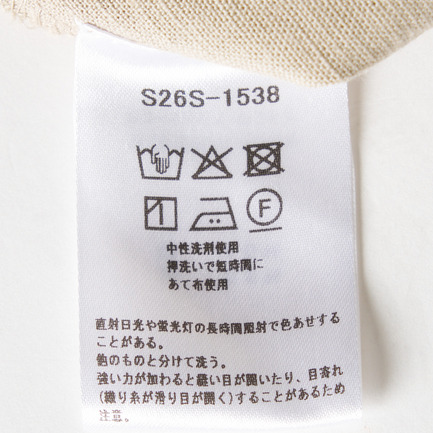 S26S-1538
F
中性洗剤使用
押洗いで短時間に
あて布使用
直射日光や蛍光灯の長時間照射で色あせする
ことがある。
他のものと分けて洗う。
強い力が加わると縫い目が開いたり、目寄れ
(織り糸が滑り目が開く)することがあるため
注意。